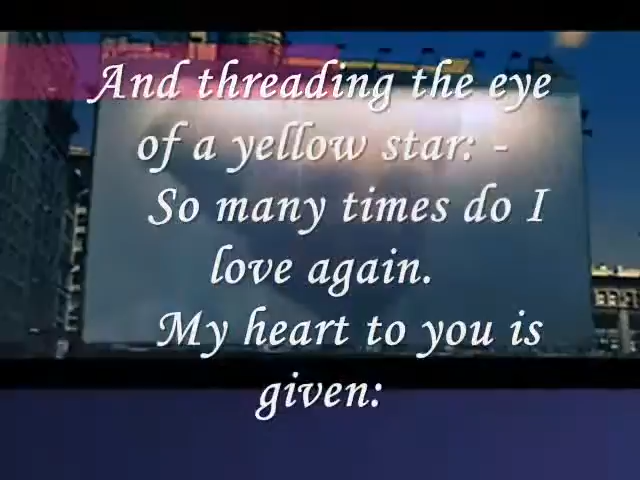 And threading the eye
of a yellow star: -
So many times do I
love again.
My heart to you is
given: